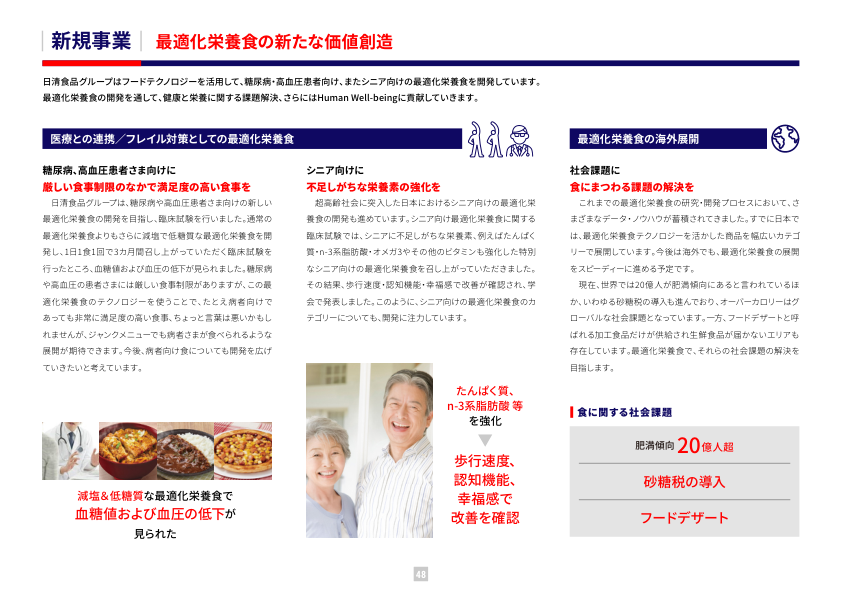 新規事業
最適化栄養食の新たな価値創造
日清食品グループはフードテクノロジーを活用して、糖尿病・高血圧患者向け、またシニア向けの最適化栄養食を開発しています。
最適化栄養食の開発を通して、健康と栄養に関する課題解決、さらにはHuman Well-beingに貢献していきます。
医療との連携／フレイル対策としての最適化栄養食
糖尿病、高血圧患者さま向けに
厳しい食事制限のなかで満足度の高い食事を
日清食品グループは、糖尿病や高血圧患者さま向けの新しい
最適化栄養食の開発を目指し、臨床試験を行いました。通常の
最適化栄養食よりもさらに減塩で低糖質な最適化栄養食を開
発し、1日1食1回で3カ月間召し上がっていただく臨床試験を
行ったところ、血糖値および血圧の低下が見られました。糖尿病
や高血圧の患者さまには厳しい食事制限がありますが、この最
適化栄養食のテクノロジーを使うことで、たとえ病者向けで
あっても非常に満足度の高い食事、ちょっと言葉は悪いかもし
れませんが、ジャンクメニューでも病者さまが食べられるような
展開が期待できます。今後、病者向け食についても開発を広げ
ていきたいと考えています。
減塩&低糖質な最適化栄養食で
血糖値および血圧の低下が
見られた
シニア向けに
不足しがちな栄養素の強化を
超高齢社会に突入した日本におけるシニア向けの最適化栄
養食の開発も進めています。シニア向け最適化栄養食に関する
臨床試験では、シニアに不足しがちな栄養素、例えばたんぱく
質・n-3系脂肪酸・オメガ3やその他のビタミンも強化した特別
なシニア向けの最適化栄養食を召し上がっていただきました。
その結果、歩行速度・認知機能・幸福感で改善が確認され、学
会で発表しました。このように、シニア向けの最適化栄養食のカ
テゴリーについても、開発に注力しています。
たんぱく質、
n-3系脂肪酸 等
を強化
歩行速度、
認知機能、
幸福感で
改善を確認
最適化栄養食の海外展開
社会課題に
食にまつわる課題の解決を
これまでの最適化栄養食の研究・開発プロセスにおいて、さ
まざまなデータ・ノウハウが蓄積されてきました。すでに日本で
は、最適化栄養食テクノロジーを活かした商品を幅広いカテゴ
リーで展開しています。今後は海外でも、最適化栄養食の展開
をスピーディーに進める予定です。
現在、世界では20億人が肥満傾向にあると言われているほ
か、いわゆる砂糖税の導入も進んでおり、オーバーカロリーはグ
ローバルな社会課題となっています。一方、フードデザートと呼
ばれる加工食品だけが供給され生鮮食品が届かないエリアも
存在しています。最適化栄養食で、それらの社会課題の解決を
目指します。
食に関する社会課題
肥満傾向 20億人超
砂糖税の導入
フードデザート
48